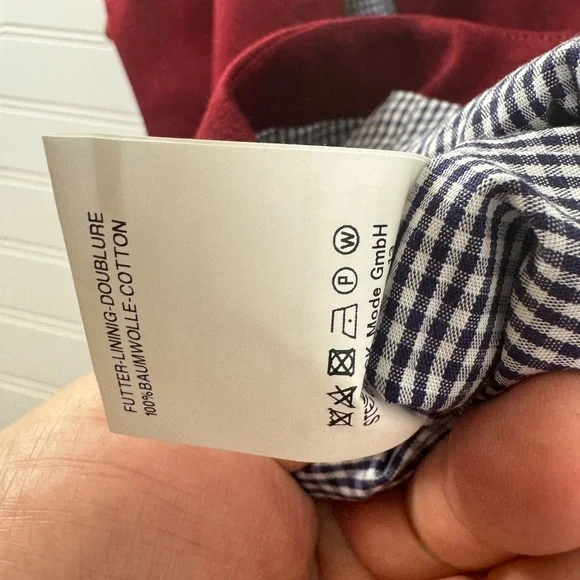 FUTTER-LINING-DOUBLURE
100%BAUMWOLLE-COTTON
P W
Mode GmbH